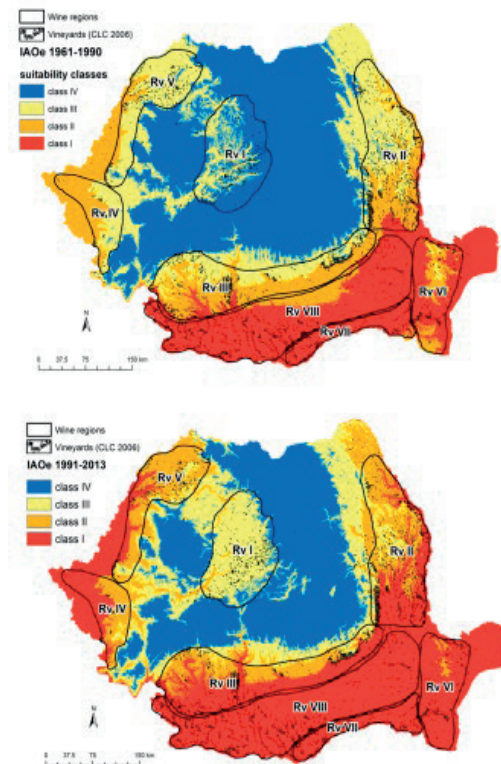 Wine regions
Vineyards (CLC 2006)
IAOe 1961-1990
suitability classes
class IV
class III
class II
class I
Rv V
Rv I
Rv II
Rv IV
Rv III
Rv VI
Rv VIII
Rv VII
N
0 37.5 75 150 km
Wine regions
Vineyards (CLC 2006)
IAOe 1991-2013
class IV
class III
class II
class I
Rv V
Rv I
Rv II
Rv IV
Rv III
Rv VI
Rv VIII
Rv VII
N
0 37.5 75 150 km